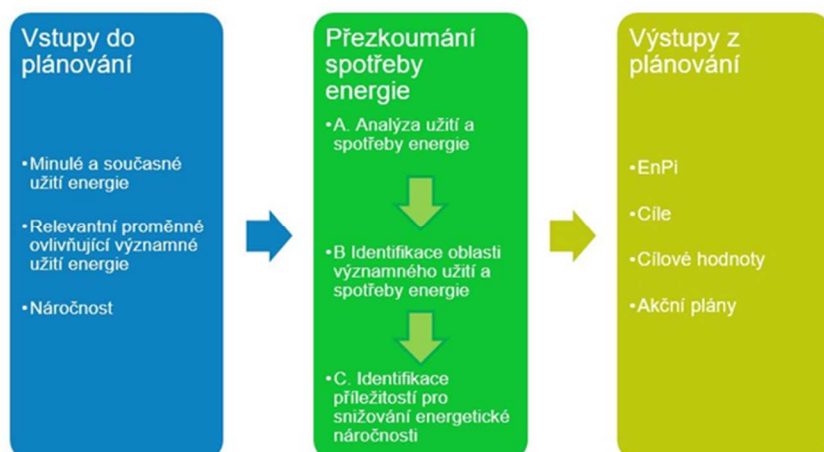 Vstupy do
plánování
•Minulé a současné
užití energie
•Relevantní proměnné
ovlivňující významné
užití energie
•Náročnost
Přezkoumání
spotřeby
energie
•A. Analýza užití a
spotřeby energie
•B Identifikace oblasti
významného užití a
spotřeby energie
•C. Identifikace
příležitostí pro
snižování energetické
náročnosti
Výstupy z
plánování
•EnPi
•Cíle
•Cílové hodnoty
•Akční plány